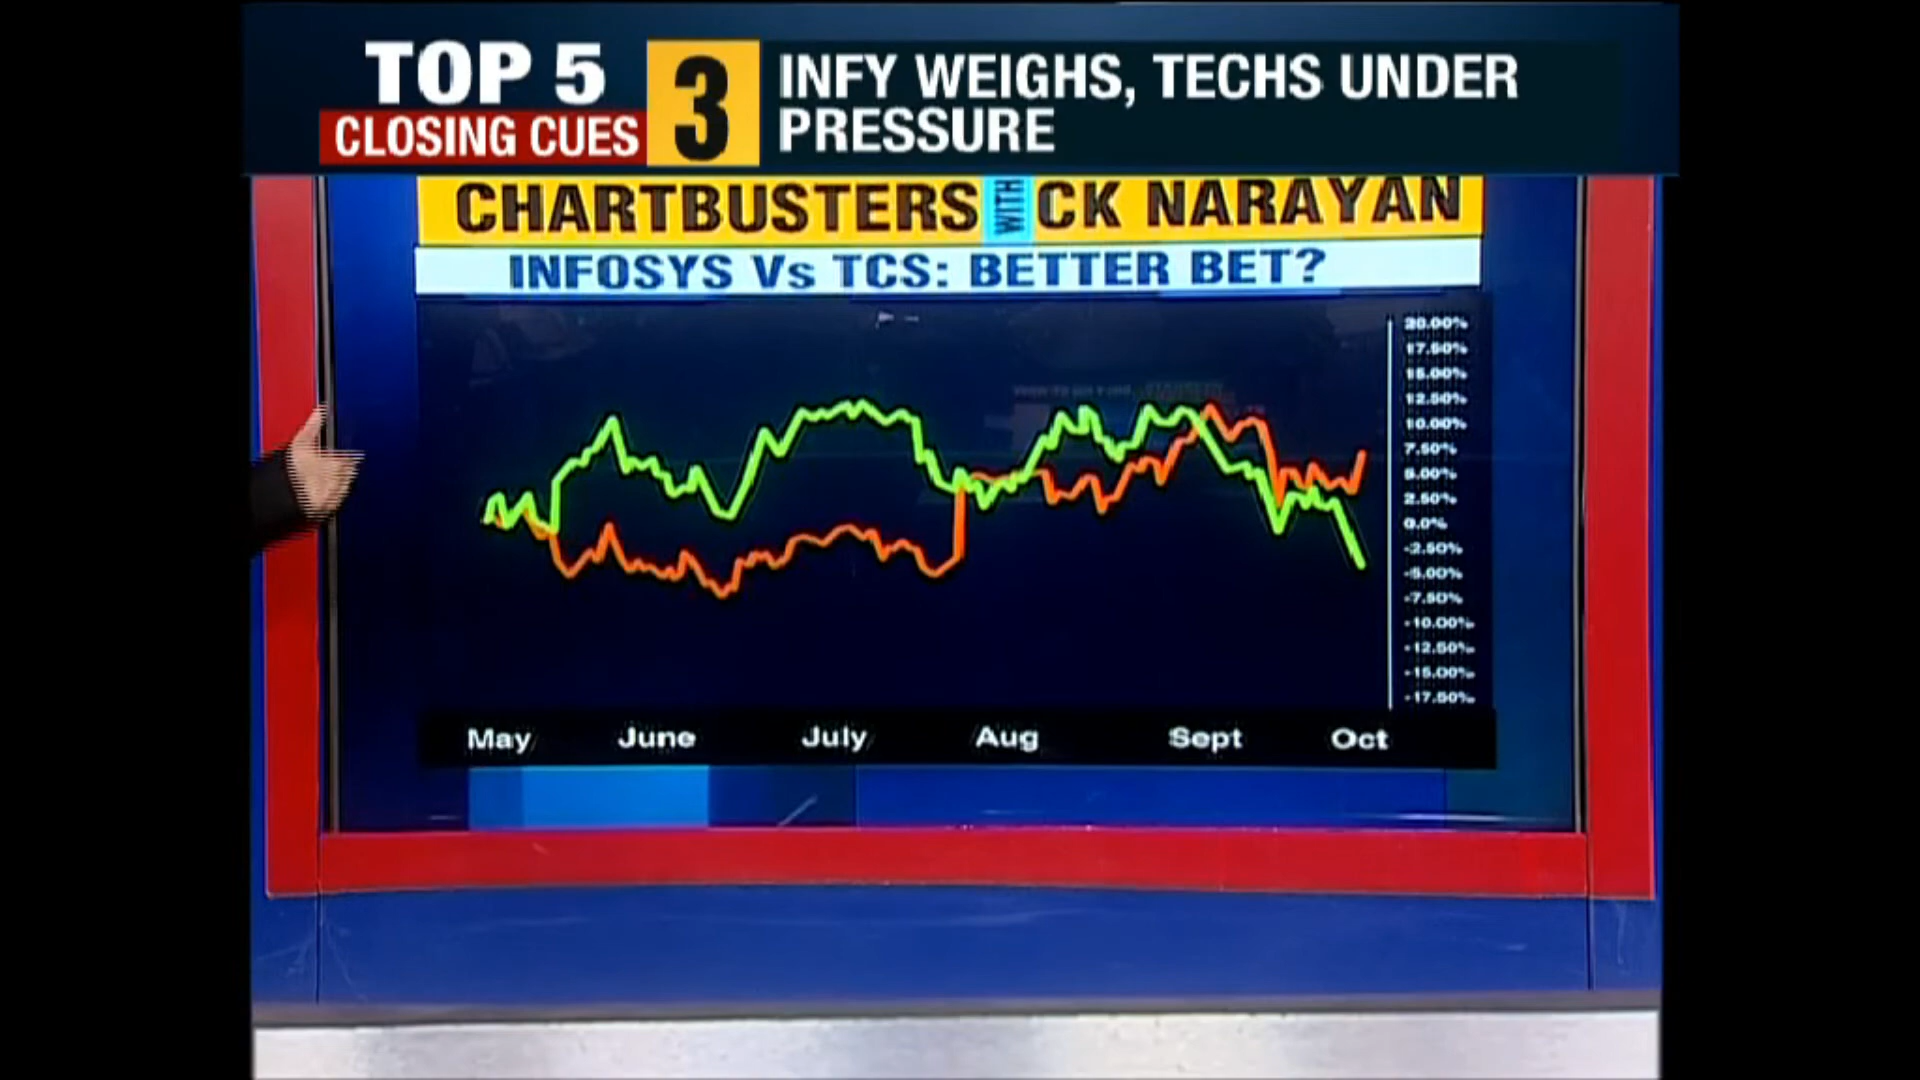 TOP 5
CLOSING CUES
3
INFY WEIGHS, TECHS UNDER
PRESSURE
CHARTBUSTERS WITH CK NARAYAN
INFOSYS Vs TCS: BETTER BET?
20.00%
17.50%
15.00%
12.50%
10.00%
7.50%
5.00%
2.50%
0.0%
-2.50%
-5.00%
-7.50%
-10.00%
-12.50%
-15.00%
-17.50%
May June July Aug Sept Oct